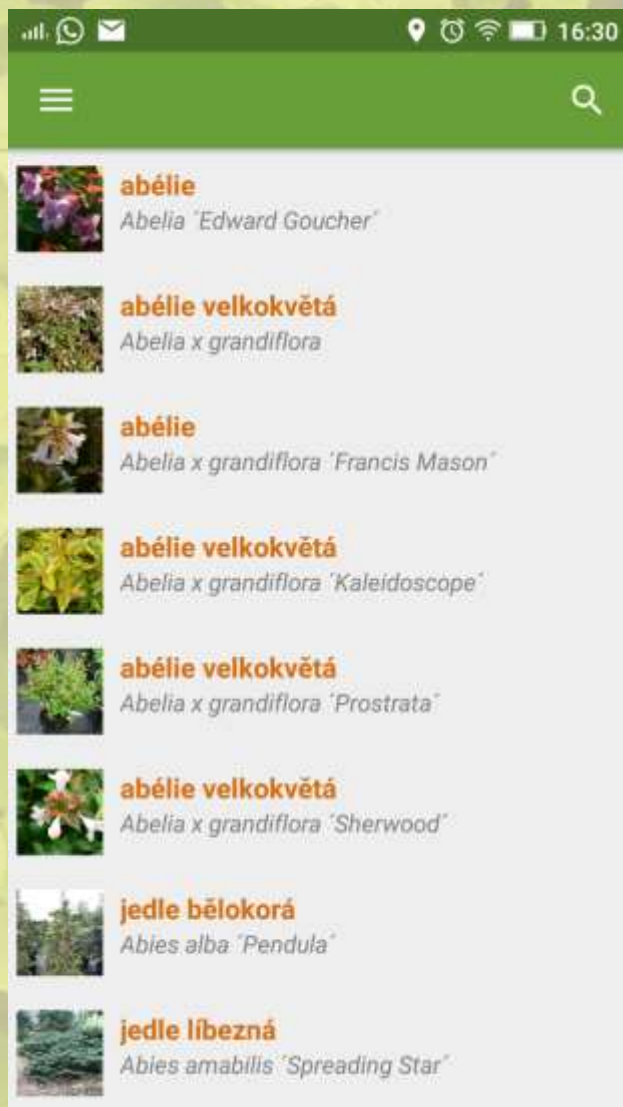 16:30
abélie
Abelia ´Edward Goucher´
abélie velkokvětá
Abelia x grandiflora
abélie
Abelia x grandiflora ´Francis Mason´
abélie velkokvětá
Abelia x grandiflora ´Kaleidoscope´
abélie velkokvětá
Abelia x grandiflora ´Prostrata´
abélie velkokvětá
Abelia x grandiflora ´Sherwood´
jedle bělokorá
Abies alba ´Pendula´
jedle líbezná
Abies amabilis ´Spreading Star´